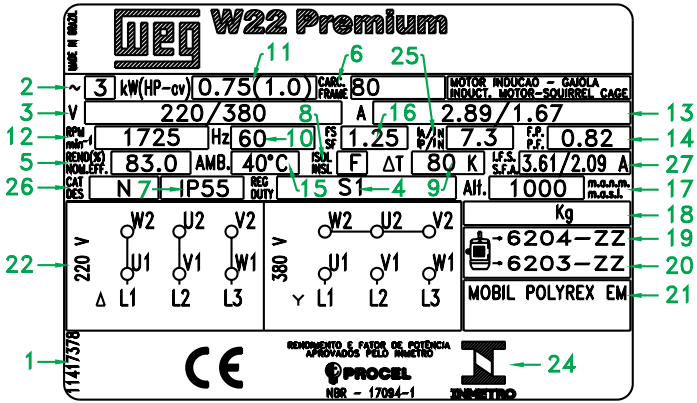 W22 Premium
WEG
MADE IN BRAZIL
11 6 25
2 ~ 3 kW(HP-cv) 0.75(1.0) CARC. FRAME 80 MOTOR INDUCAO - GAIOLA
INDUCT. MOTOR-SQUIRREL CAGE
3 V 220/380 8 A 16 2.89/1.67 13
12 RPM min-1 1725 Hz 60 10 FS SF 1.25 Ia/In IP/IN 7.3 F.P. P.F. 0.82 14
5 REND(%) NOM.EFF. 83.0 AMB. 40°C ISOL INSL F ΔT 80 K I.F.S. S.F.A. 3.61/2.09 A 27
26 CAT DES N 7 IP55 15 REG DUTY S1 4 9 Alt. 1000 m.a.n.m. m.a.s.l. 17
Kg 18
22 220 V W2 U2 V2
U1 V1 W1
Δ L1 L2 L3
380 V W2 U2 V2
U1 V1 W1
Y L1 L2 L3
6204-ZZ 19
6203-ZZ 20
MOBIL POLYREX EM 21
1 11417378
CE
RENDIMENTO E FATOR DE POTÊNCIA
APROVADOS PELO INMETRO
PROCEL
NBR - 17094-1
24
INMETRO